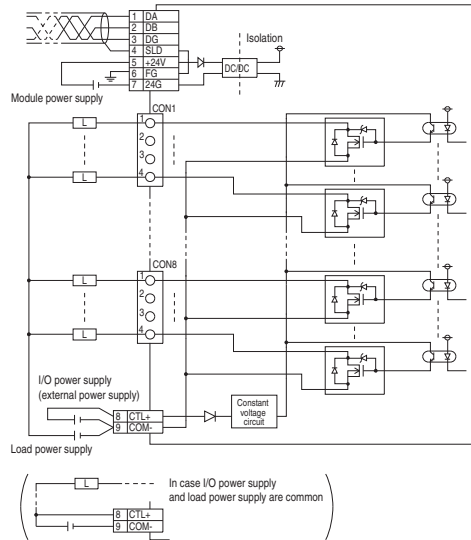 1 DA
2 DB
3 DG
4 SLD
5 +24V
6 FG
7 24G
Isolation
DC/DC
Module power supply
CON1
L
1
2
3
L
4
CON8
L
1
2
3
L
4
I/O power supply
(external power supply)
8 CTL+
9 COM-
Constant
voltage
circuit
Load power supply
L
In case I/O power supply
and load power supply are common
8 CTL+
9 COM-